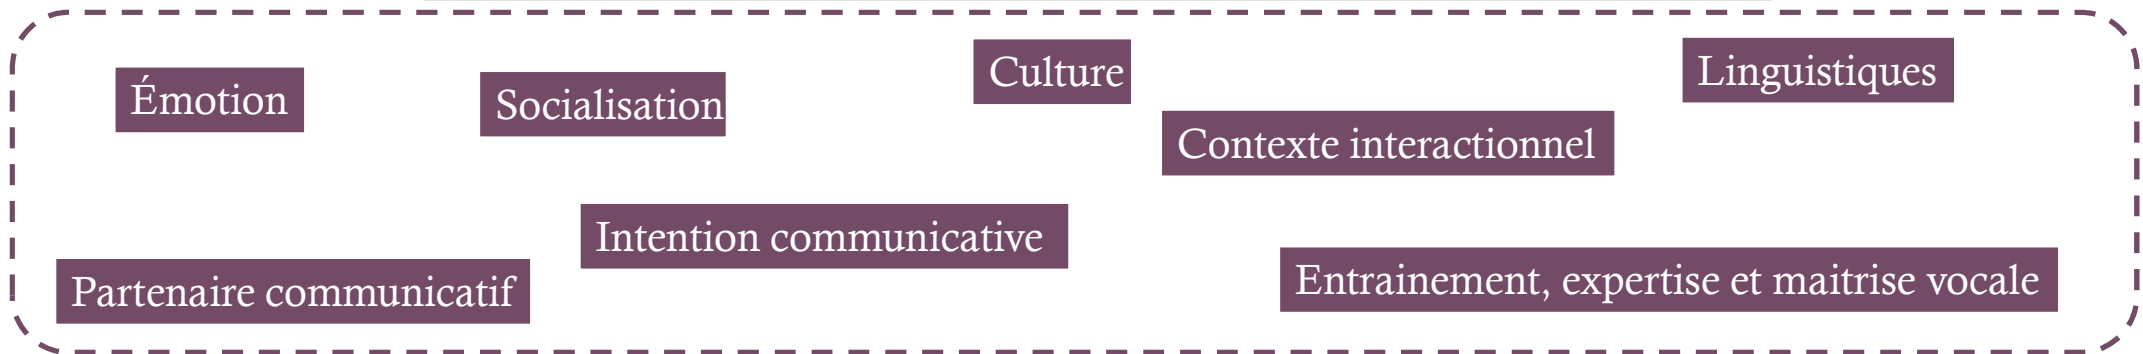 Émotion
Socialisation
Culture
Linguistiques
Contexte interactionnel
Intention communicative
Partenaire communicatif
Entrainement, expertise et maitrise vocale